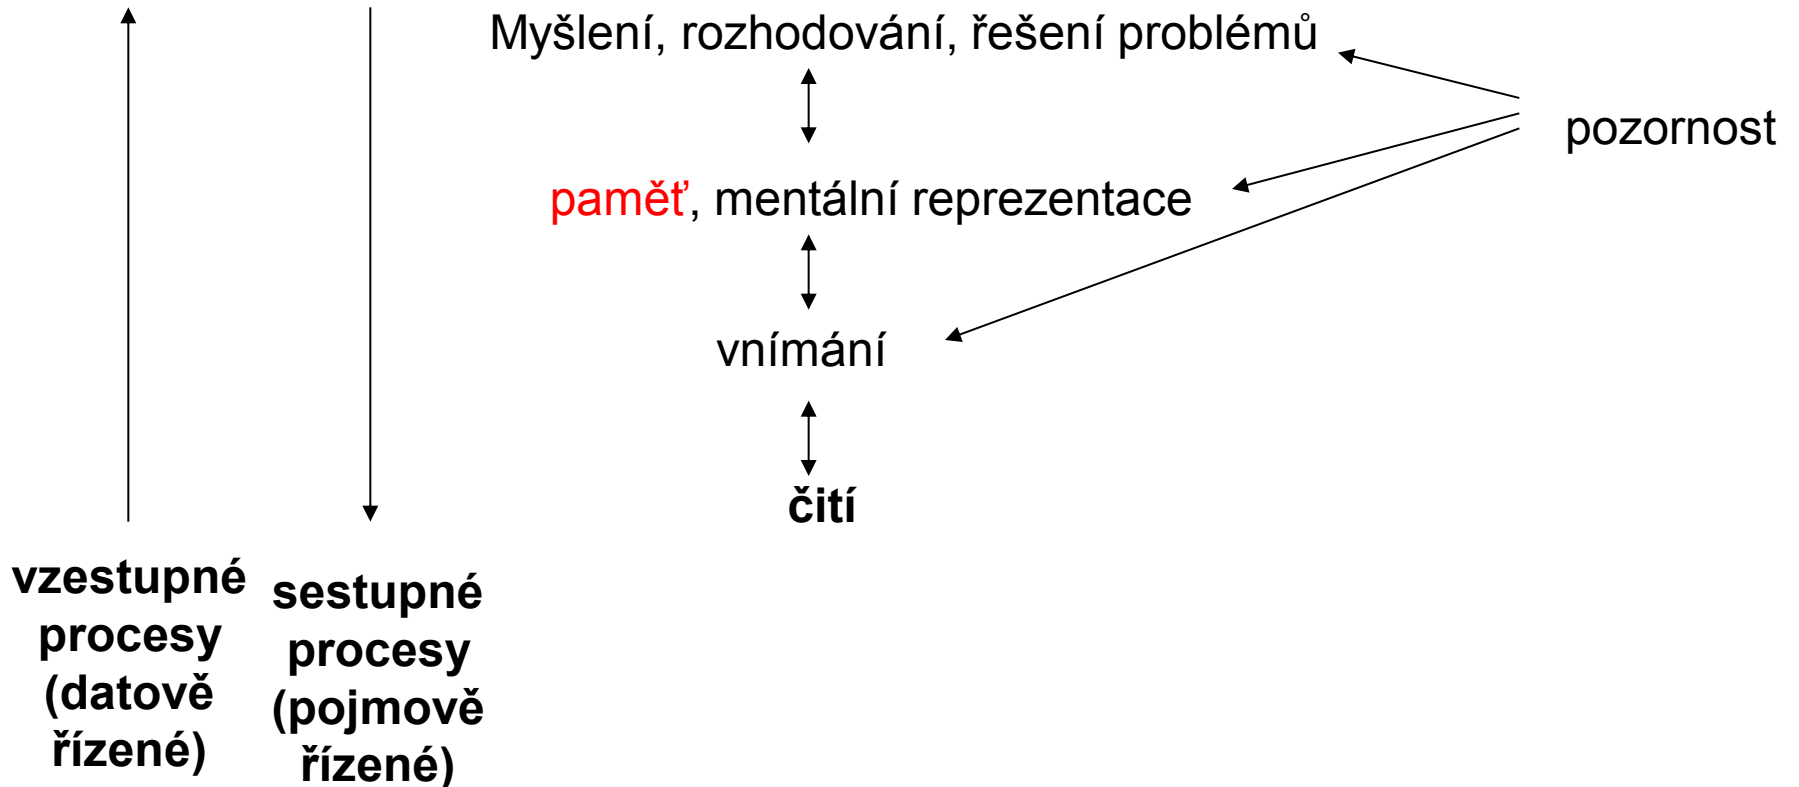 Myšlení, rozhodování, řešení problémů
pozornost
paměť, mentální reprezentace
vnímání
čití
vzestupné
procesy
(datově
řízené)
sestupné
procesy
(pojmově
řízené)